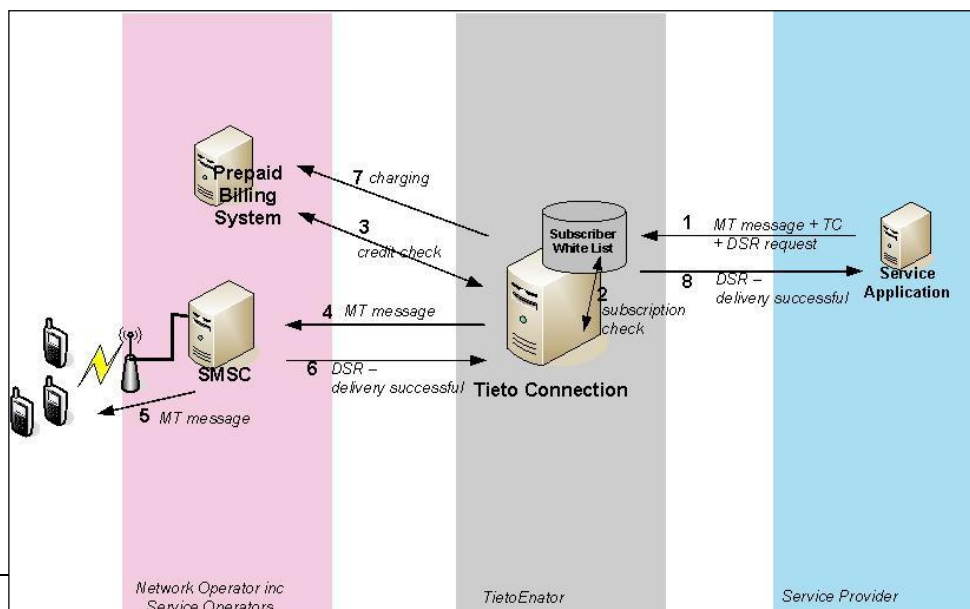 7 charging
Prepaid
Billing
System
3
credit check
Subscriber
White List
1
MT message + TC
+ DSR request
2
subscription
check
8
DSR –
delivery successful
Service
Application
4 MT message
SMSC
6 DSR –
delivery successful
Tieto Connection
5 MT message
Network Operator inc
Service Operators
TietoEnator
Service Provider